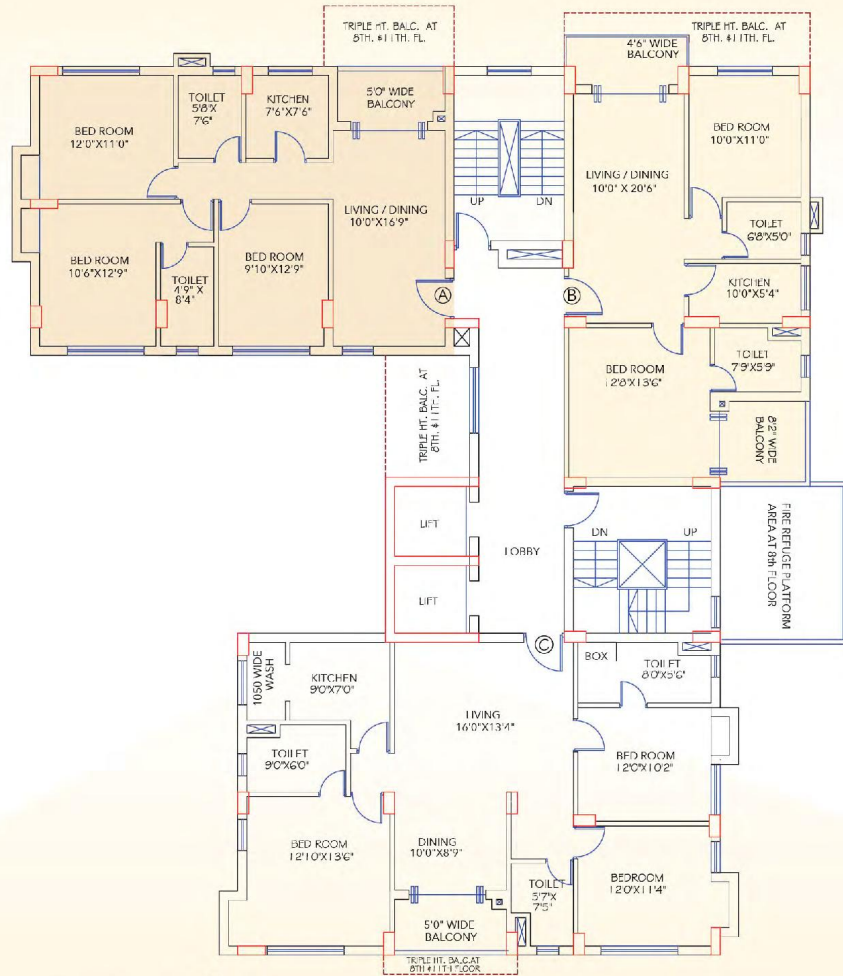 TRIPLE HT. BALC. AT
8TH. &11TH. FL.
TRIPLE HT. BALC. AT
8TH. &11TH. FL.
4'6" WIDE
BALCONY
BED ROOM
12'0"X11'0"
TOILET
5'8"X
7'6"
KITCHEN
7'6"X7'6"
5'0" WIDE
BALCONY
LIVING / DINING
10'0"X16'9"
BED ROOM
10'6"X12'9"
TOILET
4'9" X
8'4"
BED ROOM
9'10"X12'9"
UP
DN
A
B
LIVING / DINING
10'0" X 20'6"
BED ROOM
10'0"X11'0"
TOILET
6'8"X5'0"
KITCHEN
10'0"X5'4"
BED ROOM
12'8"X13'6"
TOILET
7'9"X5'9"
8'2" WIDE
BALCONY
TRIPLE HT. BALC. AT
8TH. &11TH. FL.
LIFT
LIFT
LOBBY
DN
UP
FIRE REFUGE PLATFORM
AREA AT 8th FLOOR
C
1050 WIDE
WASH
KITCHEN
9'0"X7'0"
TOILET
9'0"X6'0"
BED ROOM
12'10"X13'6"
LIVING
16'0"X13'4"
DINING
10'0"X8'9"
5'0" WIDE
BALCONY
BOX
TOILET
8'0"X5'6"
BED ROOM
12'0"X10'2"
BEDROOM
12'0"X11'4"
TOILET
5'7"X
7'5"
TRIPLE HT. BALC.AT
8TH &11TH FLOOR